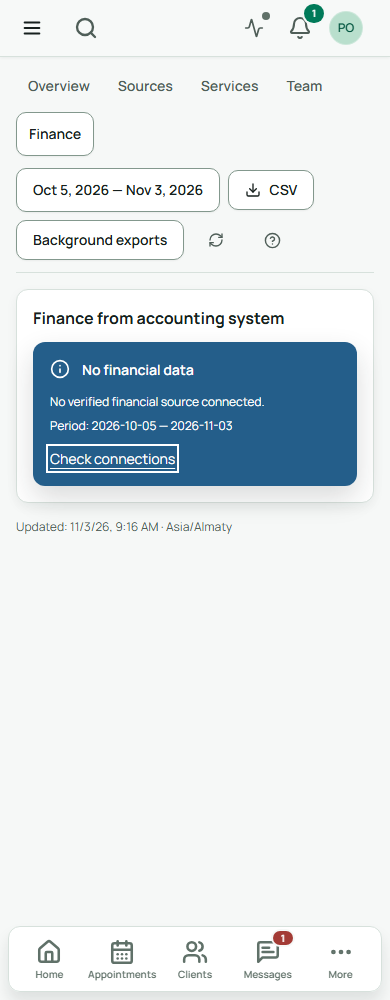 1
PO
Overview Sources Services Team
Finance
Oct 5, 2026 — Nov 3, 2026 CSV
Background exports
Finance from accounting system
No financial data
No verified financial source connected.
Period: 2026-10-05 — 2026-11-03
Check connections
Updated: 11/3/26, 9:16 AM · Asia/Almaty
1
Home Appointments Clients Messages More